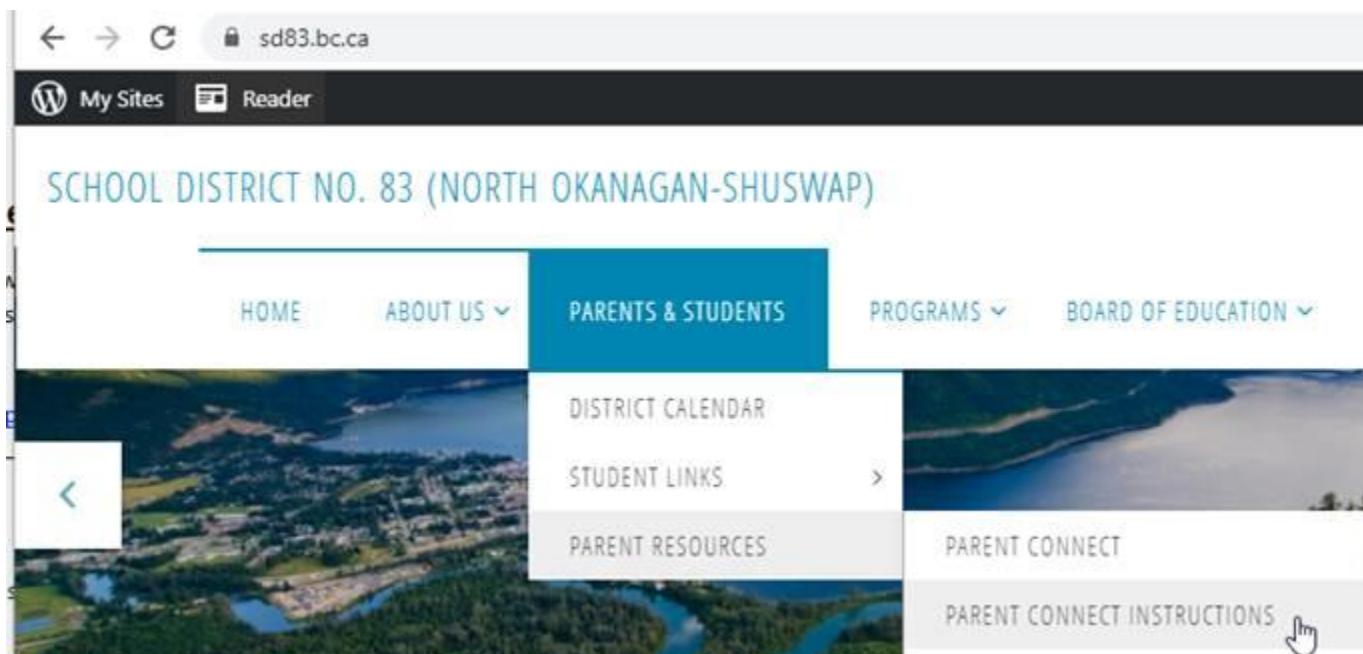 sd83.bc.ca
My Sites Reader
SCHOOL DISTRICT NO. 83 (NORTH OKANAGAN-SHUSWAP)
HOME ABOUT US PARENTS & STUDENTS PROGRAMS BOARD OF EDUCATION
DISTRICT CALENDAR
STUDENT LINKS
PARENT RESOURCES PARENT CONNECT
PARENT CONNECT INSTRUCTIONS